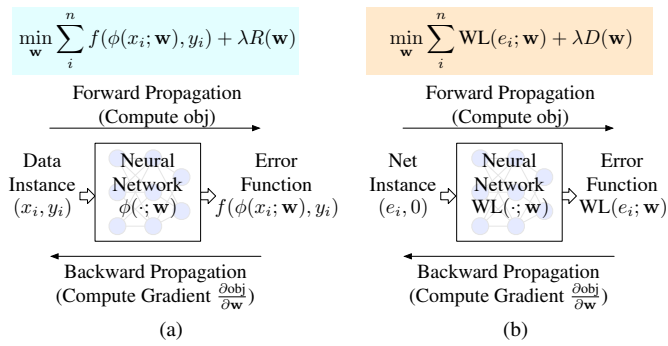 min_w ∑_i^n f(ϕ(x_i; w), y_i) + λR(w)
Forward Propagation
(Compute obj)
Data
Instance
(x_i, y_i)
Neural
Network
ϕ(·; w)
Error
Function
f(ϕ(x_i; w), y_i)
Backward Propagation
(Compute Gradient ∂obj/∂w)
(a)
min_w ∑_i^n WL(e_i; w) + λD(w)
Forward Propagation
(Compute obj)
Net
Instance
(e_i, 0)
Neural
Network
WL(·; w)
Error
Function
WL(e_i; w)
Backward Propagation
(Compute Gradient ∂obj/∂w)
(b)